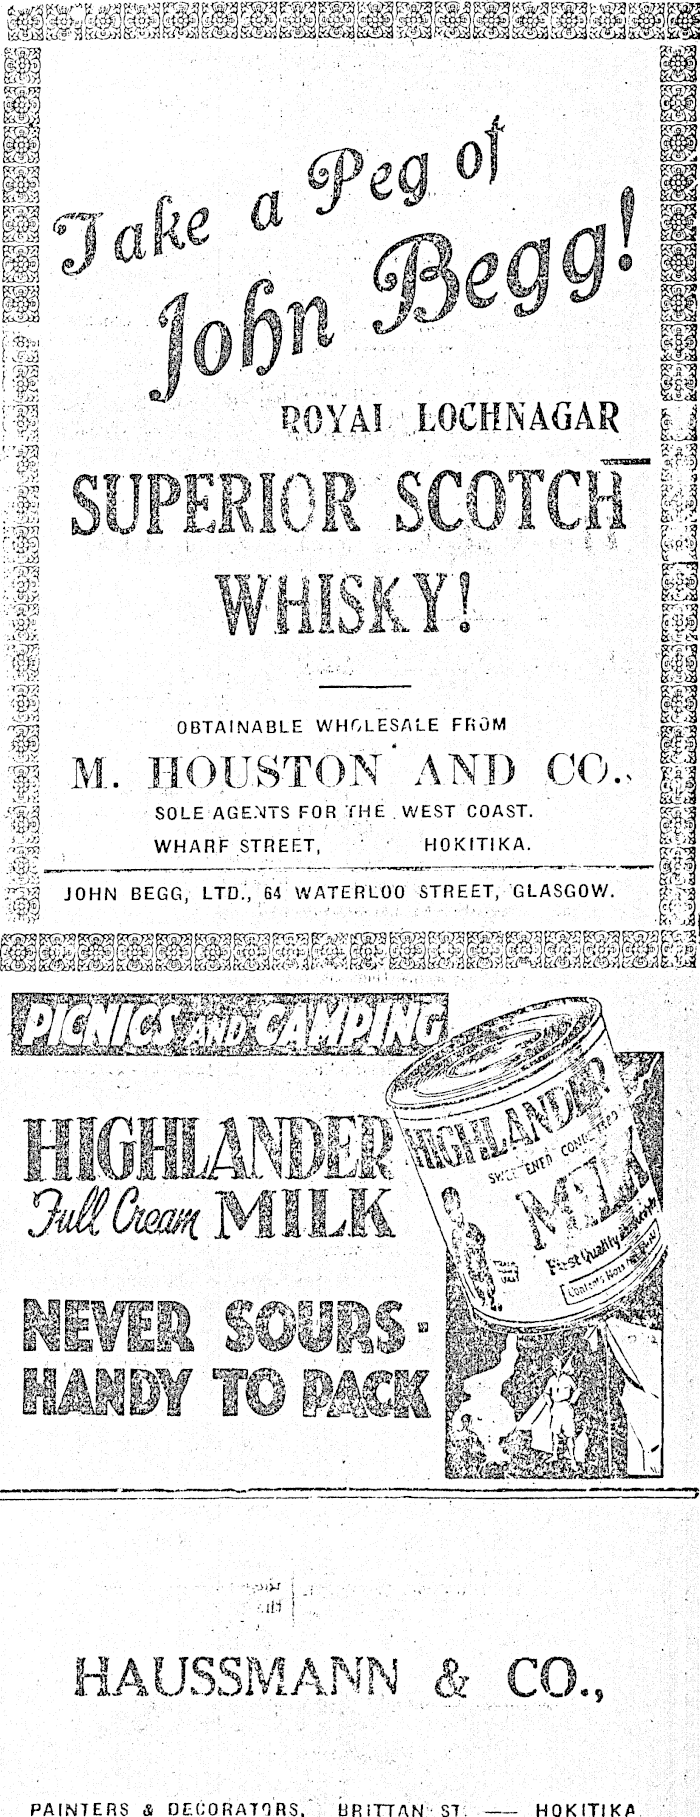 Take a Peg of
John Begg!
ROYAL LOCHNAGAR
SUPERIOR SCOTCH
WHISKY!
OBTAINABLE WHOLESALE FROM
M. HOUSTON AND CO.,
SOLE AGENTS FOR THE WEST COAST.
WHARF STREET, HOKITIKA.
JOHN BEGG, LTD., 64 WATERLOO STREET, GLASGOW.
PICNICS AND CAMPING
HIGHLANDER
Full Cream MILK
NEVER SOURS -
HANDY TO PACK
HIGHLANDER
SWEETENED CONDENSED
MILK
First Quality
HAUSSMANN & CO.,
PAINTERS & DECORATORS, BRITTAN ST. — HOKITIKA